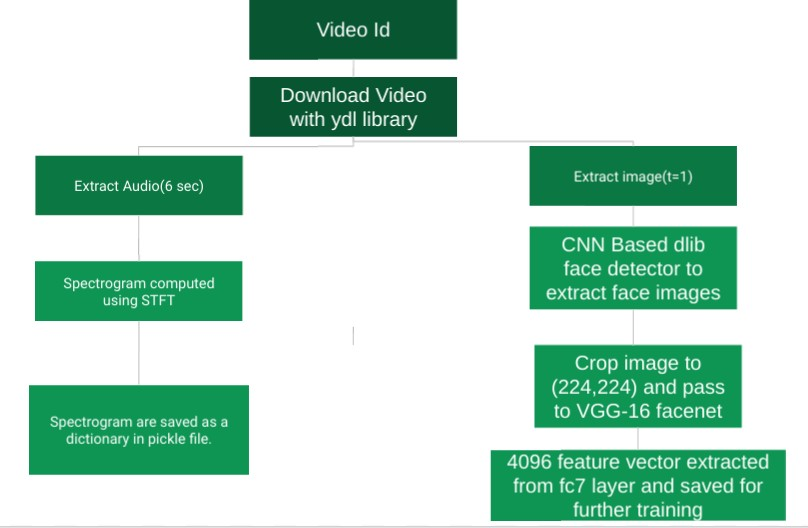 Video Id
Download Video
with ydl library
Extract Audio(6 sec)
Spectrogram computed
using STFT
Spectrogram are saved as a
dictionary in pickle file.
Extract image(t=1)
CNN Based dlib
face detector to
extract face images
Crop image to
(224,224) and pass
to VGG-16 facenet
4096 feature vector extracted
from fc7 layer and saved for
further training